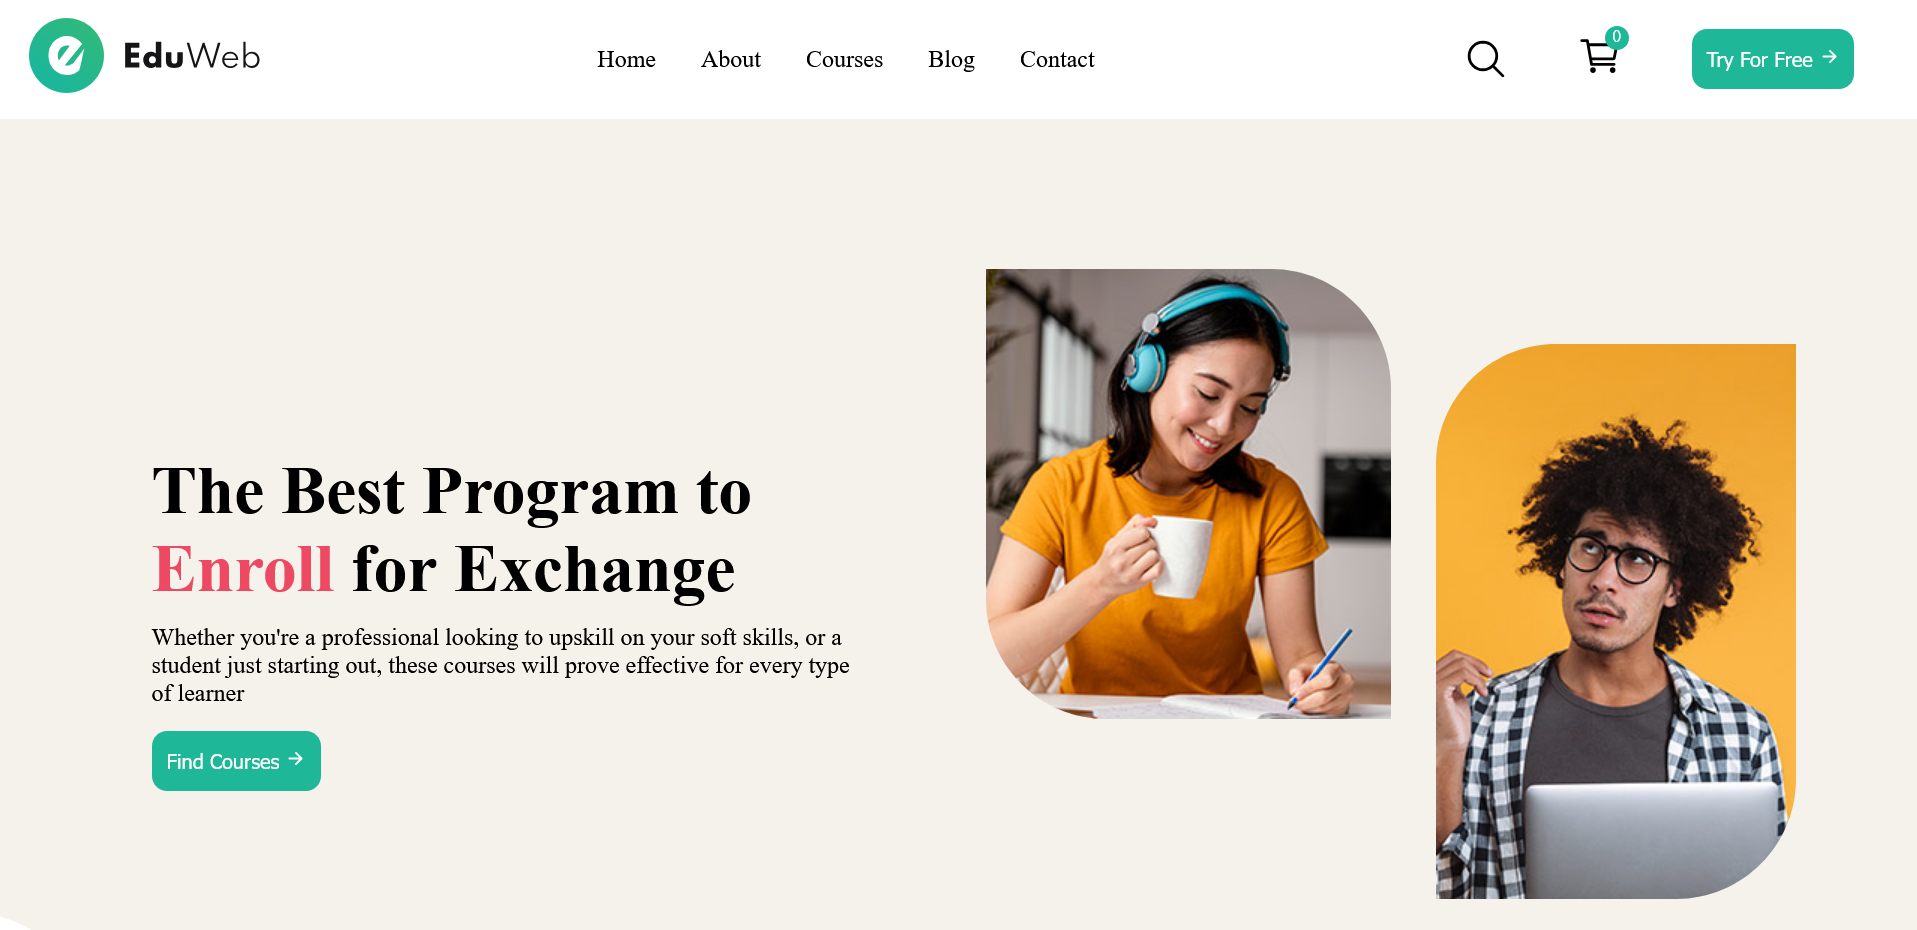 EduWeb
Home About Courses Blog Contact
0
Try For Free
The Best Program to
Enroll for Exchange
Whether you're a professional looking to upskill on your soft skills, or a
student just starting out, these courses will prove effective for every type
of learner
Find Courses